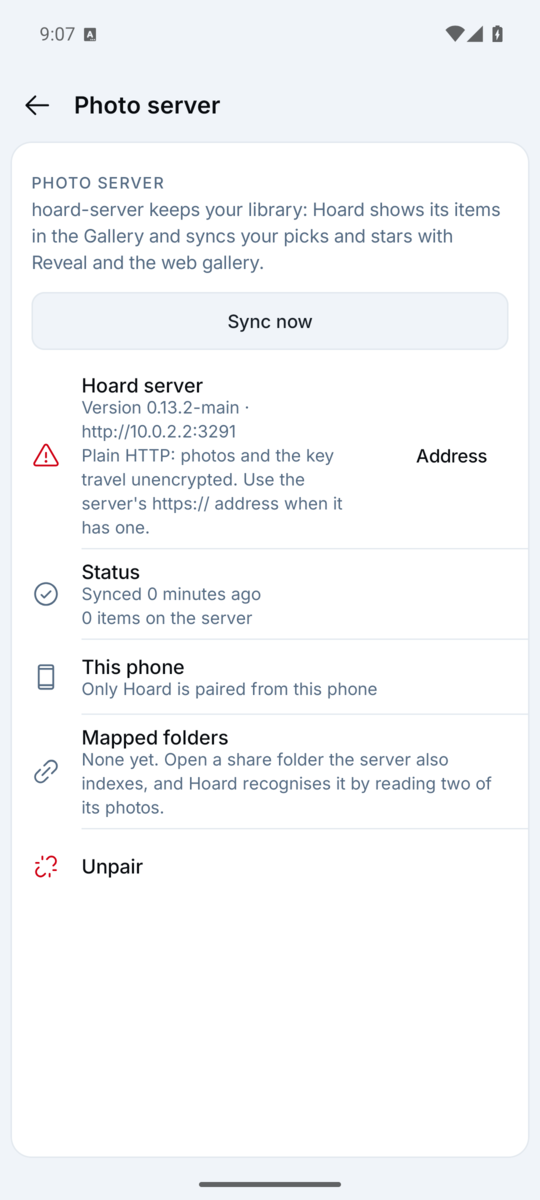 9:07
Photo server
PHOTO SERVER
hoard-server keeps your library: Hoard shows its items
in the Gallery and syncs your picks and stars with
Reveal and the web gallery.
Sync now
Hoard server
Version 0.13.2-main ·
http://10.0.2.2:3291
Plain HTTP: photos and the key
travel unencrypted. Use the
server's https:// address when it
has one.
Address
Status
Synced 0 minutes ago
0 items on the server
This phone
Only Hoard is paired from this phone
Mapped folders
None yet. Open a share folder the server also
indexes, and Hoard recognises it by reading two of
its photos.
Unpair